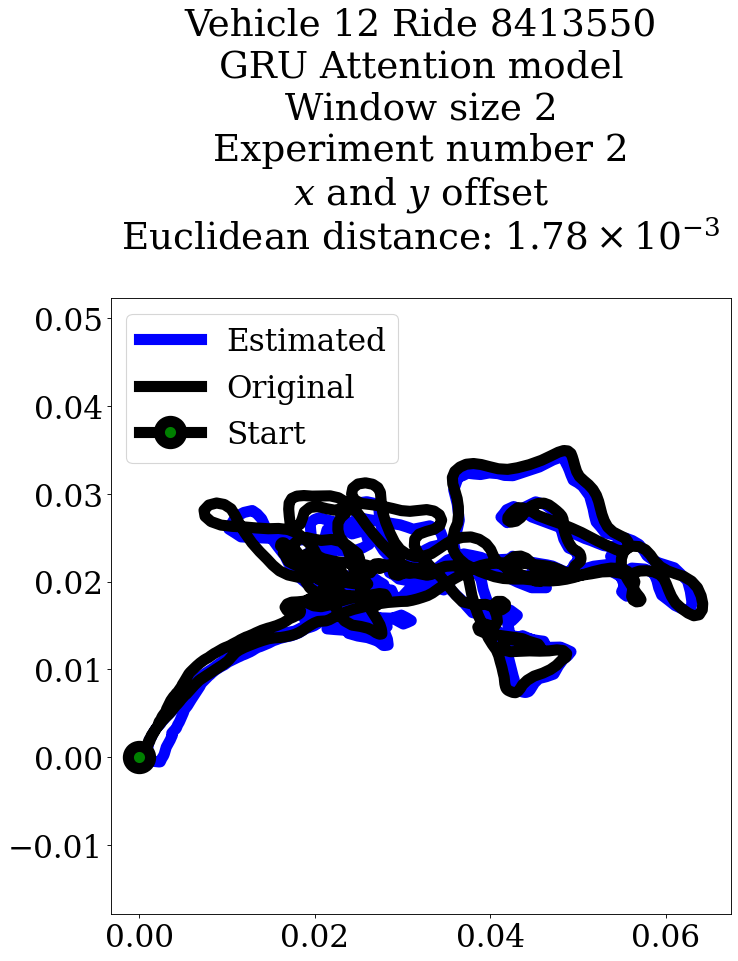 Vehicle 12 Ride 8413550
GRU Attention model
Window size 2
Experiment number 2
x and y offset
Euclidean distance: 1.78 × 10⁻³
Estimated
Original
Start
0.05
0.04
0.03
0.02
0.01
0.00
−0.01
0.00 0.02 0.04 0.06